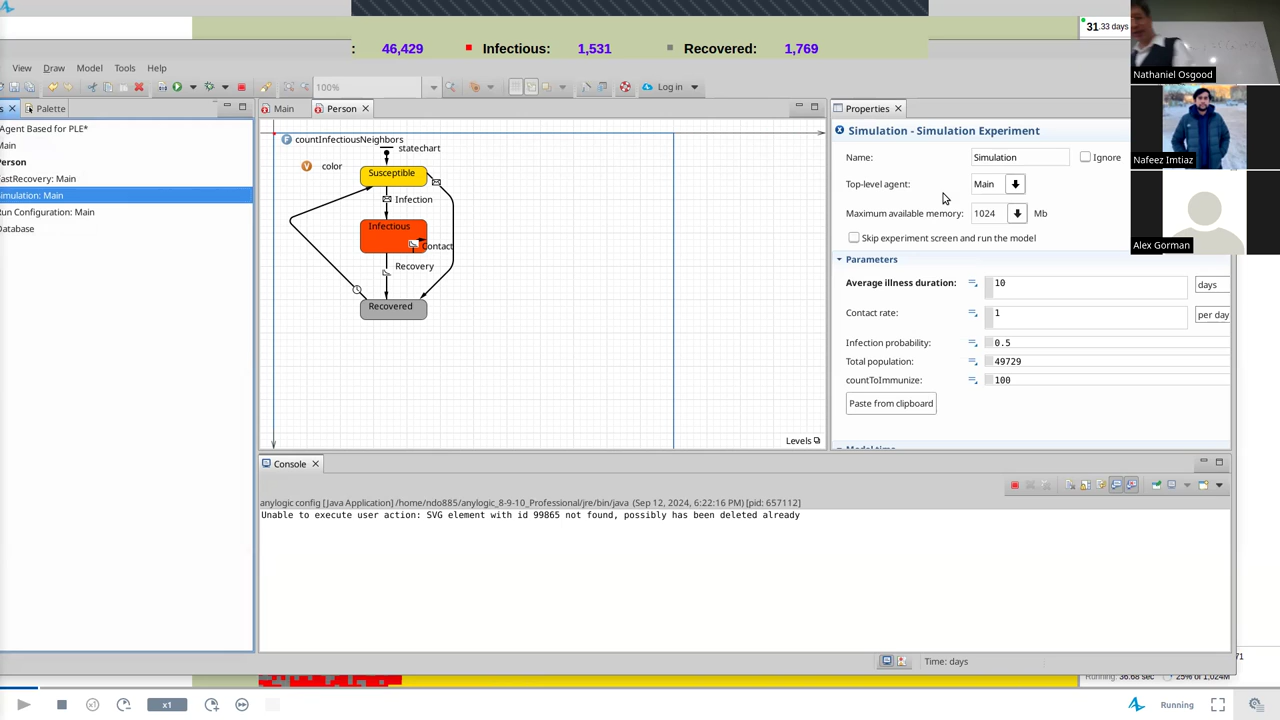 : 46,429 Infectious: 1,531 Recovered: 1,769
31.33 days
View Draw Model Tools Help
100% Log in
Nathaniel Osgood
Palette
Main Person
Properties
Agent Based for PLE*
Main
Person
FastRecovery: Main
Simulation: Main
Run Configuration: Main
Database
countInfectiousNeighbors
statechart
color
Susceptible
Infection
Infectious
Contact
Recovery
Recovered
Levels
Simulation - Simulation Experiment
Name: Simulation Ignore
Top-level agent: Main
Maximum available memory: 1024 Mb
Skip experiment screen and run the model
Parameters
Average illness duration: 10 days
Contact rate: 1 per day
Infection probability: 0.5
Total population: 49729
countToImmunize: 100
Paste from clipboard
Nafeez Imtiaz
Alex Gorman
Console
anylogic config [Java Application] /home/ndo885/anylogic_8-9-10_Professional/jre/bin/java (Sep 12, 2024, 6:22:16 PM) [pid: 657112]
Unable to execute user action: SVG element with id 99865 not found, possibly has been deleted already
Time: days
x1 x1
Running